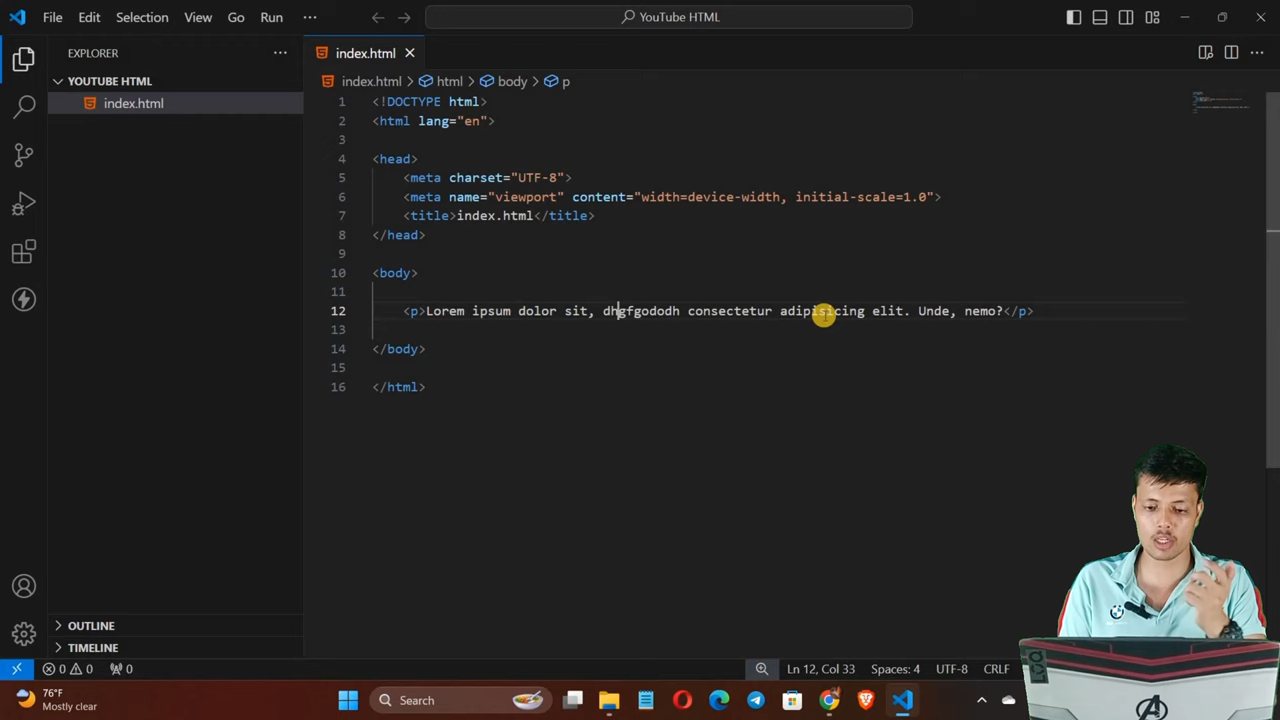 File Edit Selection View Go Run ··· YouTube HTML
EXPLORER ···
YOUTUBE HTML
index.html
index.html
index.html > html > body > p
1 <!DOCTYPE html>
2 <html lang="en">
3
4 <head>
5 <meta charset="UTF-8">
6 <meta name="viewport" content="width=device-width, initial-scale=1.0">
7 <title>index.html</title>
8 </head>
9
10 <body>
11
12 <p>Lorem ipsum dolor sit, dhgfgododh consectetur adipisicing elit. Unde, nemo?</p>
13
14 </body>
15
16 </html>
OUTLINE
TIMELINE
0 0 0 Ln 12, Col 33 Spaces: 4 UTF-8 CRLF
76°F
Mostly clear
Search